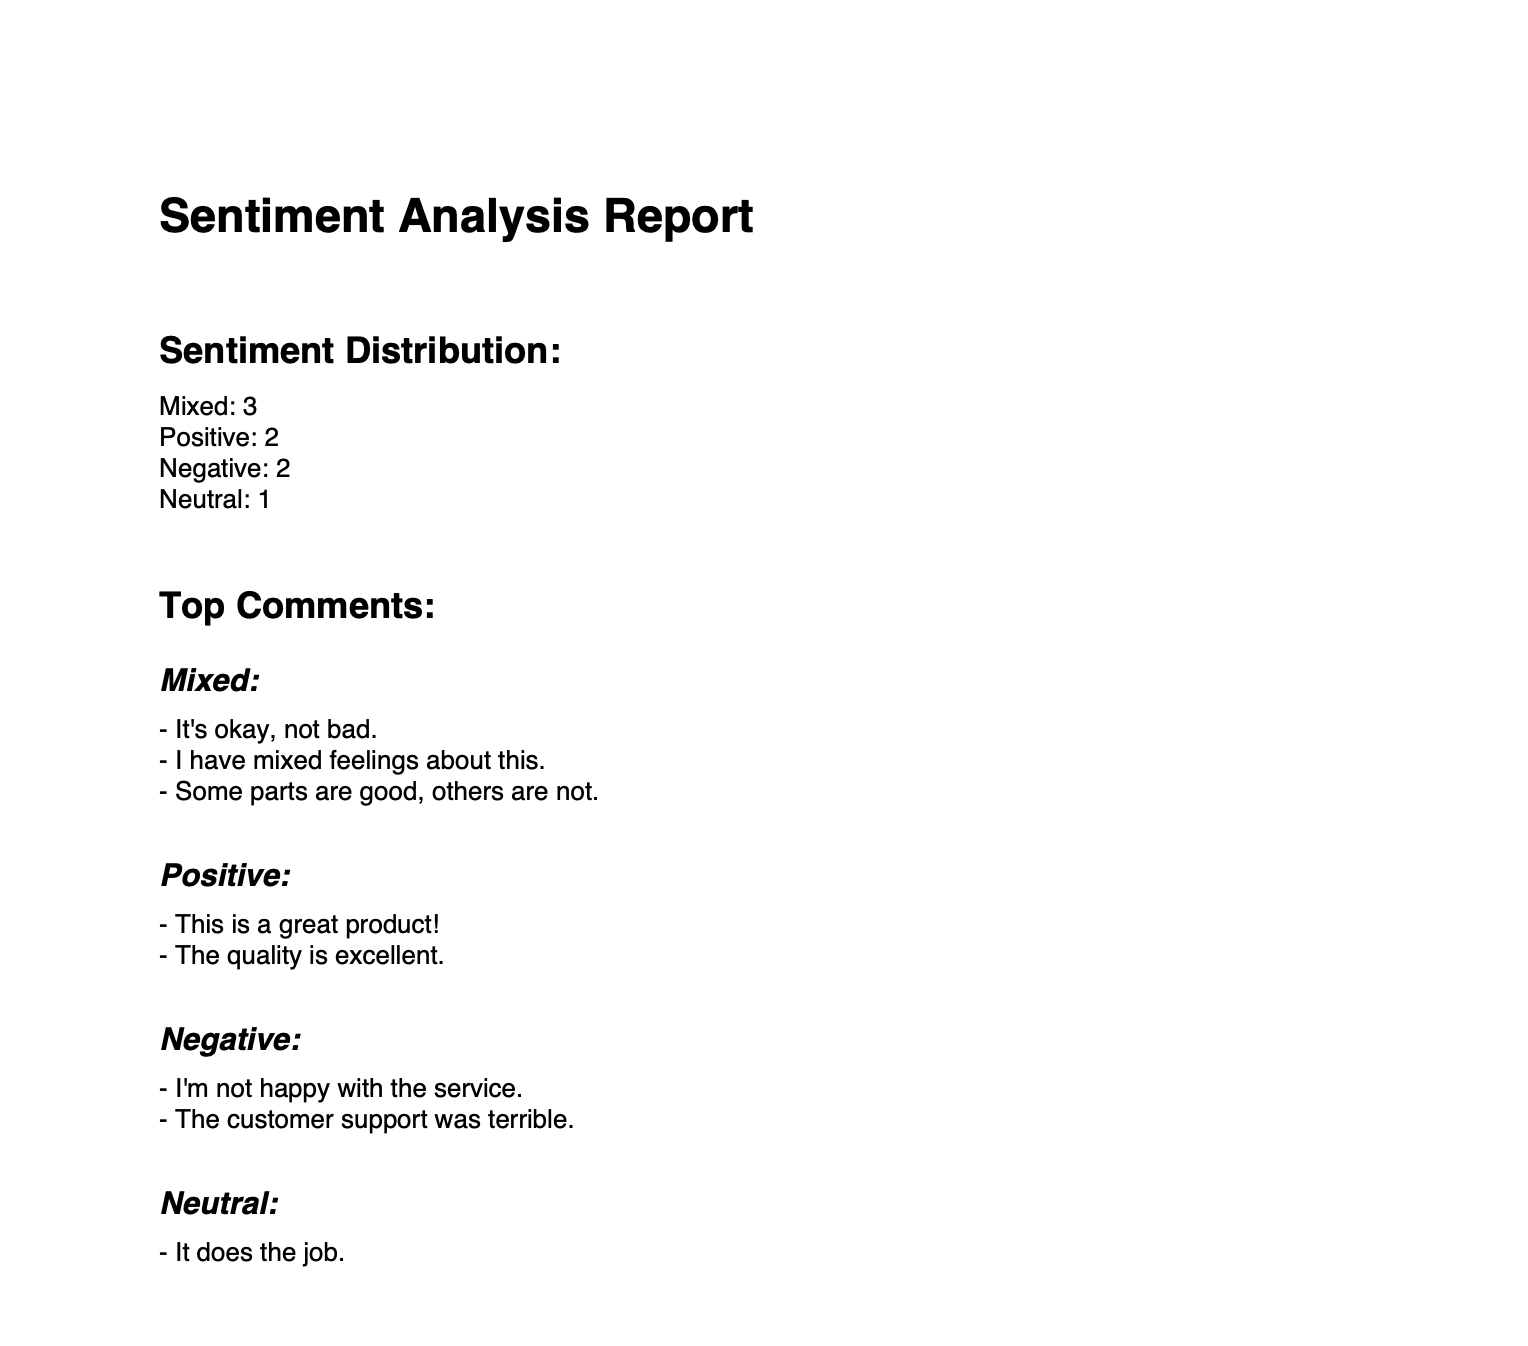 Sentiment Analysis Report
Sentiment Distribution:
Mixed: 3
Positive: 2
Negative: 2
Neutral: 1
Top Comments:
Mixed:
- It's okay, not bad.
- I have mixed feelings about this.
- Some parts are good, others are not.
Positive:
- This is a great product!
- The quality is excellent.
Negative:
- I'm not happy with the service.
- The customer support was terrible.
Neutral:
- It does the job.